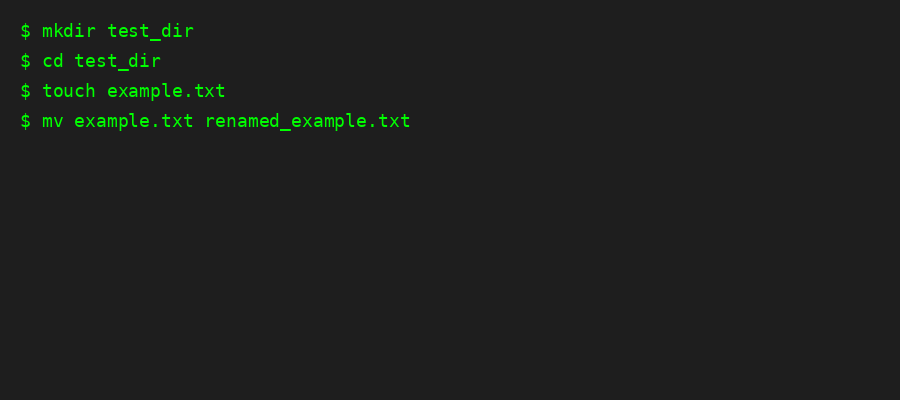 $ mkdir test_dir
$ cd test_dir
$ touch example.txt
$ mv example.txt renamed_example.txt